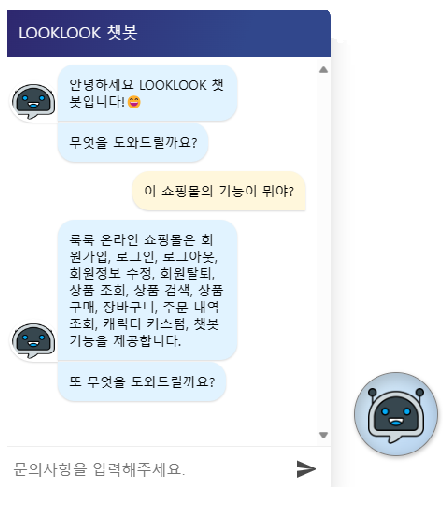 LOOKLOOK 챗봇
안녕하세요 LOOKLOOK 챗
봇입니다!😄
무엇을 도와드릴까요?
이 쇼핑몰의 기능이 뭐야?
룩룩 온라인 쇼핑몰은 회
원가입, 로그인, 로그아웃,
회원정보 수정, 회원탈퇴,
상품 조회, 상품 검색, 상품
구매, 장바구니, 주문 내역
조회, 캐릭터 커스텀, 챗봇
기능을 제공합니다.
또 무엇을 도와드릴까요?
문의사항을 입력해주세요.